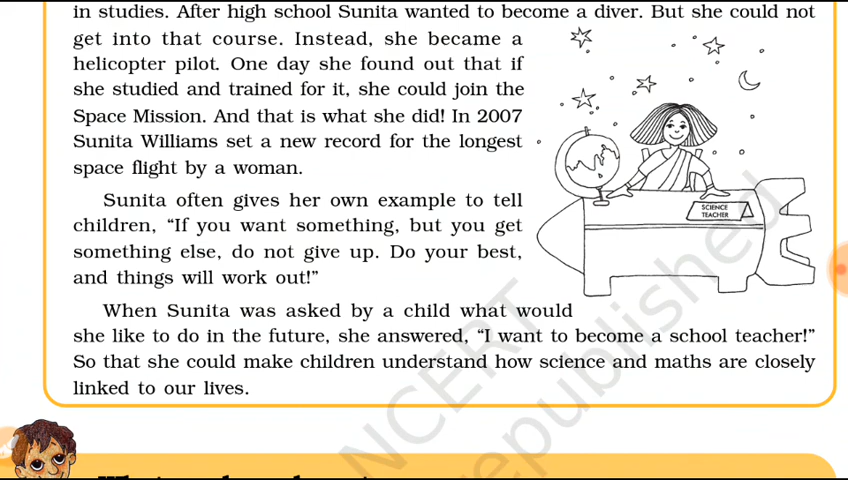 in studies. After high school Sunita wanted to become a diver. But she could not
get into that course. Instead, she became a
helicopter pilot. One day she found out that if
she studied and trained for it, she could join the
Space Mission. And that is what she did! In 2007
Sunita Williams set a new record for the longest
space flight by a woman.
Sunita often gives her own example to tell
children, “If you want something, but you get
something else, do not give up. Do your best,
and things will work out!”
SCIENCE
TEACHER
When Sunita was asked by a child what would
she like to do in the future, she answered, “I want to become a school teacher!”
So that she could make children understand how science and maths are closely
linked to our lives.
NCERT
republished